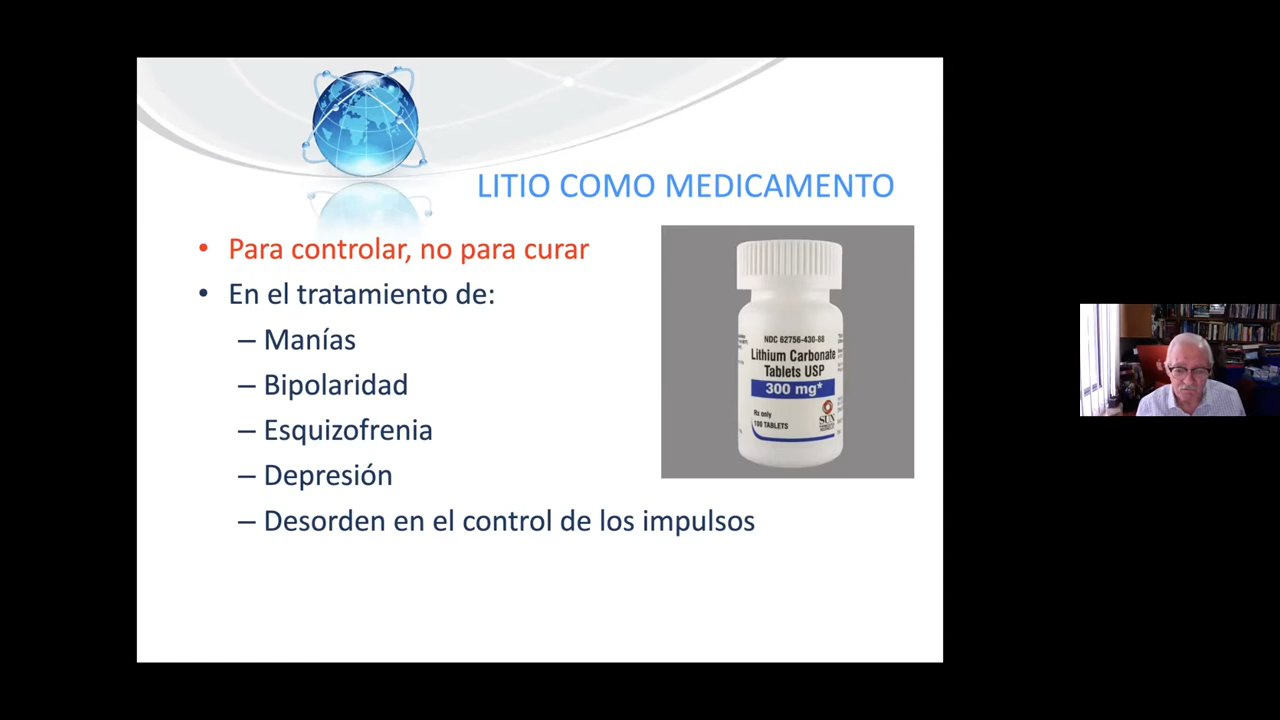 LITIO COMO MEDICAMENTO
• Para controlar, no para curar
• En el tratamiento de:
– Manías
– Bipolaridad
– Esquizofrenia
– Depresión
– Desorden en el control de los impulsos
NDC 62756-430-88
Lithium Carbonate
Tablets USP
300 mg*
Rx only
100 TABLETS
SUN